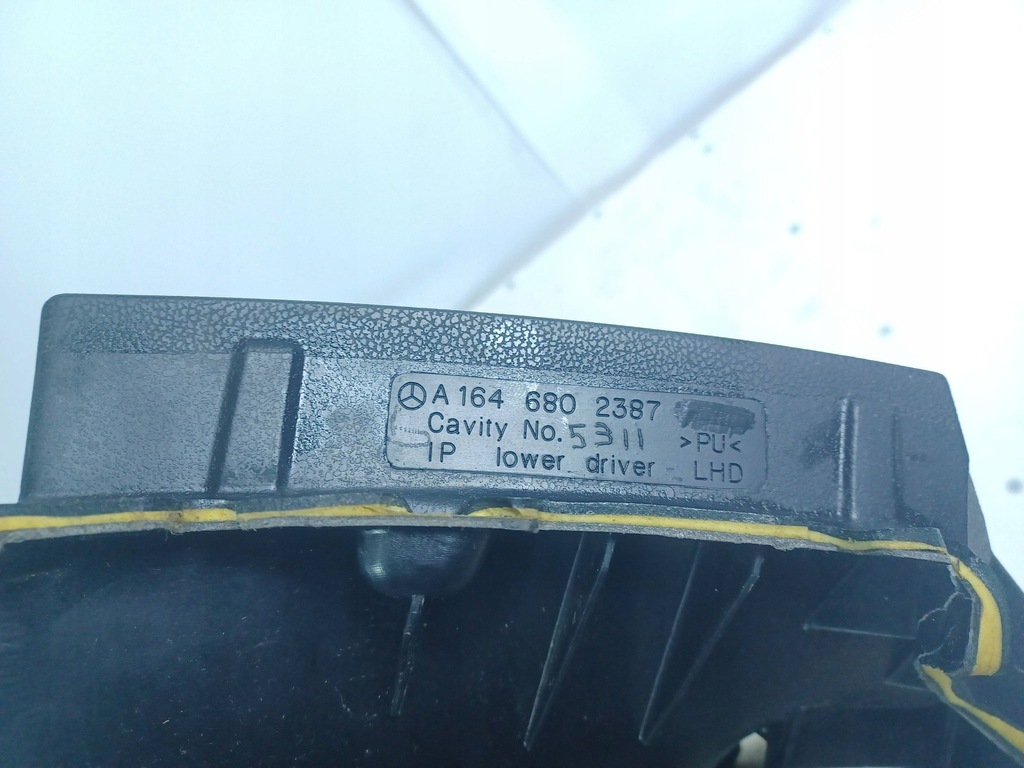 A 164 680 2387
Cavity No. 5311 >PU<
IP lower driver LHD